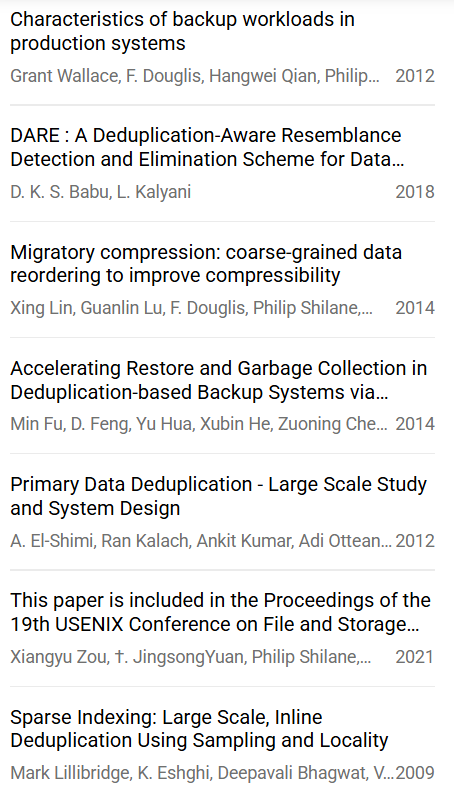 Characteristics of backup workloads in
production systems
Grant Wallace, F. Douglis, Hangwei Qian, Philip... 2012
DARE : A Deduplication-Aware Resemblance
Detection and Elimination Scheme for Data...
D. K. S. Babu, L. Kalyani 2018
Migratory compression: coarse-grained data
reordering to improve compressibility
Xing Lin, Guanlin Lu, F. Douglis, Philip Shilane,... 2014
Accelerating Restore and Garbage Collection in
Deduplication-based Backup Systems via...
Min Fu, D. Feng, Yu Hua, Xubin He, Zuoning Che... 2014
Primary Data Deduplication - Large Scale Study
and System Design
A. El-Shimi, Ran Kalach, Ankit Kumar, Adi Ottean... 2012
This paper is included in the Proceedings of the
19th USENIX Conference on File and Storage...
Xiangyu Zou, †. JingsongYuan, Philip Shilane,... 2021
Sparse Indexing: Large Scale, Inline
Deduplication Using Sampling and Locality
Mark Lillibridge, K. Eshghi, Deepavali Bhagwat, V... 2009